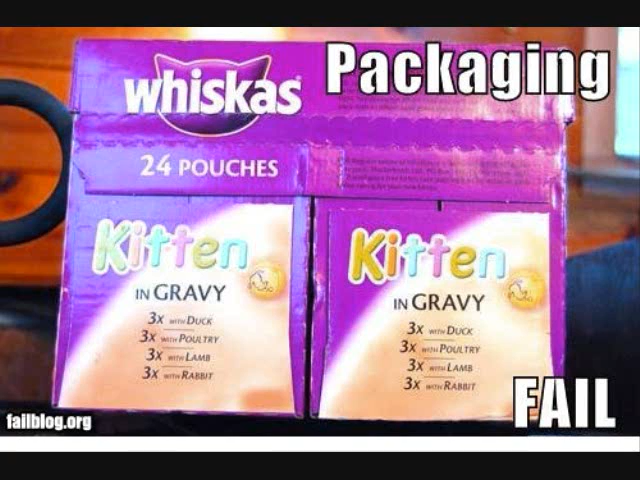 Packaging
whiskas
24 POUCHES
Kitten
IN GRAVY
3x WITH DUCK
3x WITH POULTRY
3x WITH LAMB
3x WITH RABBIT
Kitten
IN GRAVY
3x WITH DUCK
3x WITH POULTRY
3x WITH LAMB
3x WITH RABBIT
FAIL
failblog.org